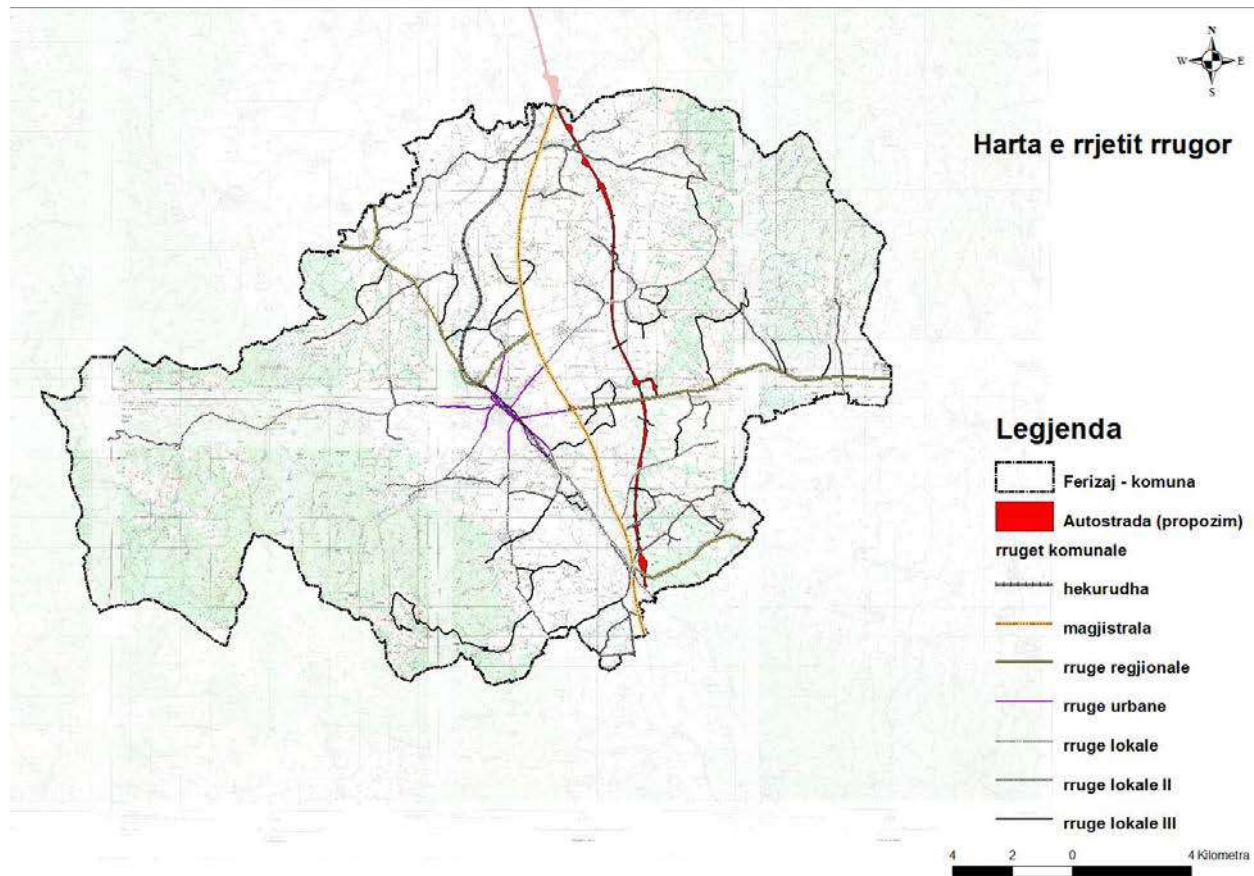 N
W E
S
Harta e rrjetit rrugor
Legjenda
Ferizaj - komuna
Autostrada (propozim)
rruget komunale
hekurudha
magjistrala
rruge regjionale
rruge urbane
rruge lokale
rruge lokale II
rruge lokale III
4 2 0 4 Kilometra